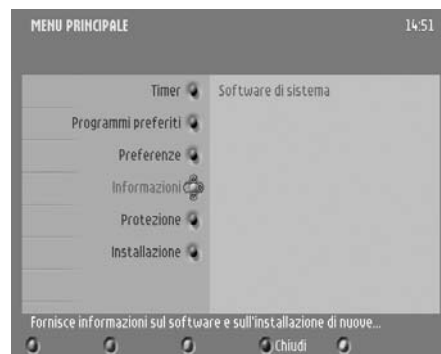 MENU PRINCIPALE 14:51
Timer Software di sistema
Programmi preferiti
Preferenze
Informazioni
Protezione
Installazione
Fornisce informazioni sul software e sull'installazione di nuove...
Chiudi